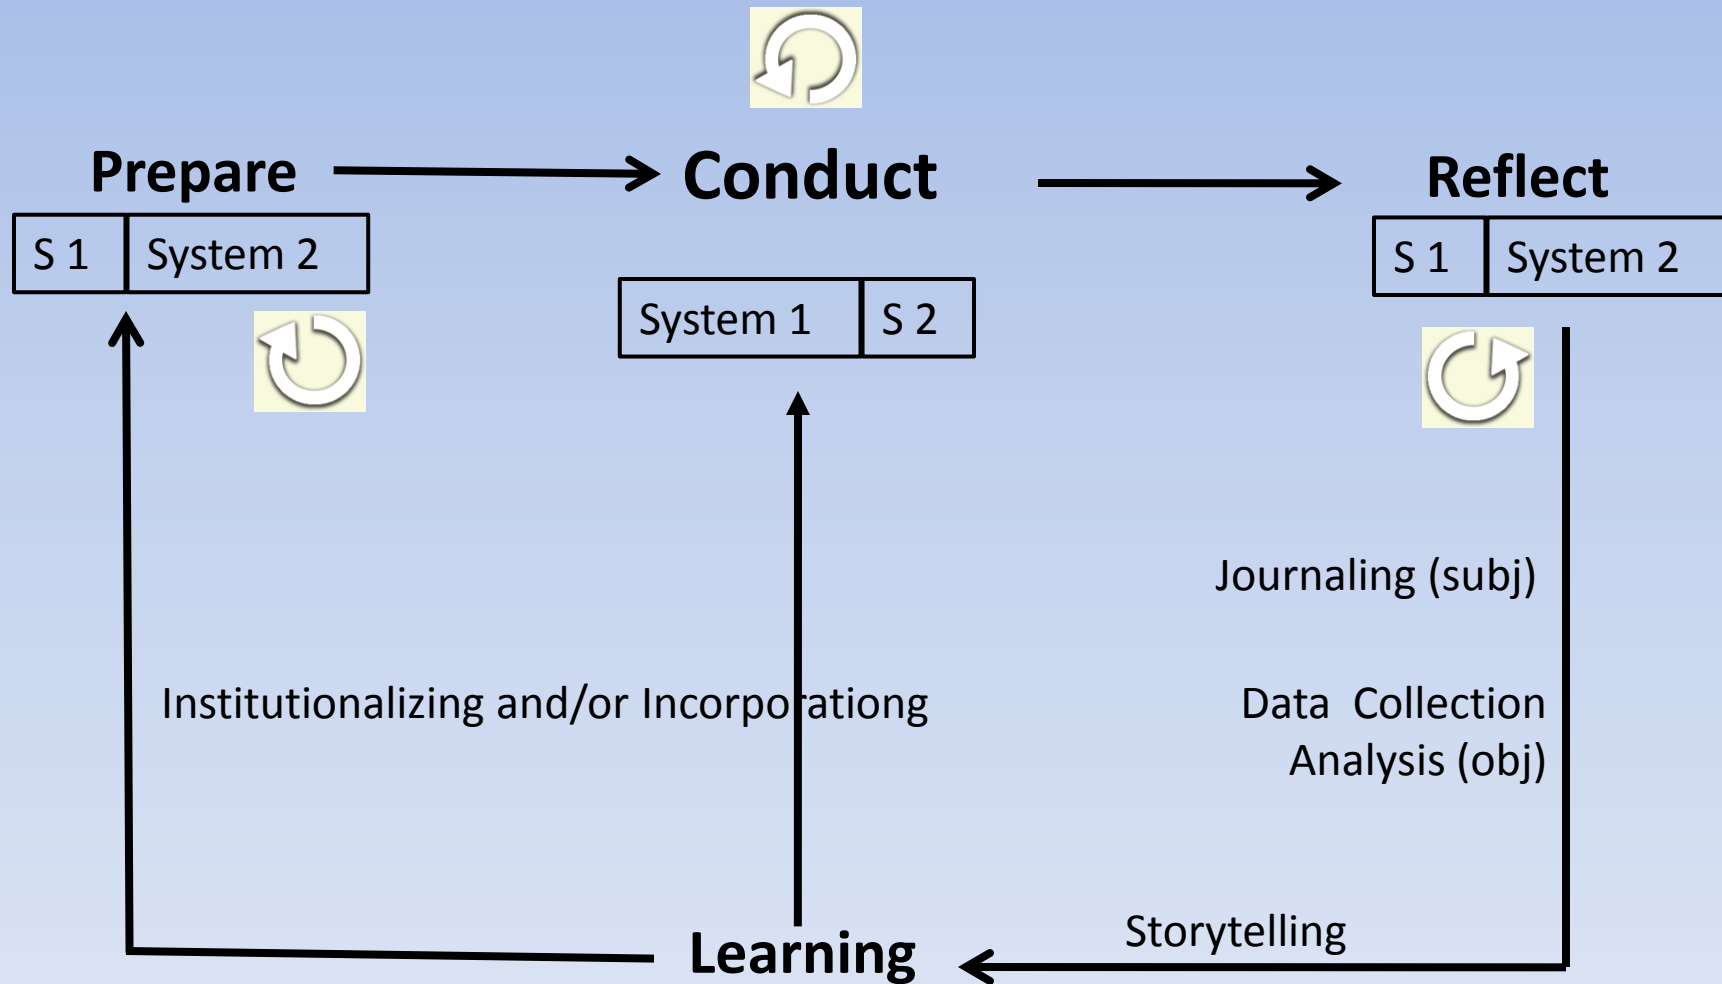 Prepare
Conduct
Reflect
S 1 System 2
System 1 S 2
S 1 System 2
Journaling (subj)
Institutionalizing and/or Incorporationg
Data Collection
Analysis (obj)
Storytelling
Learning